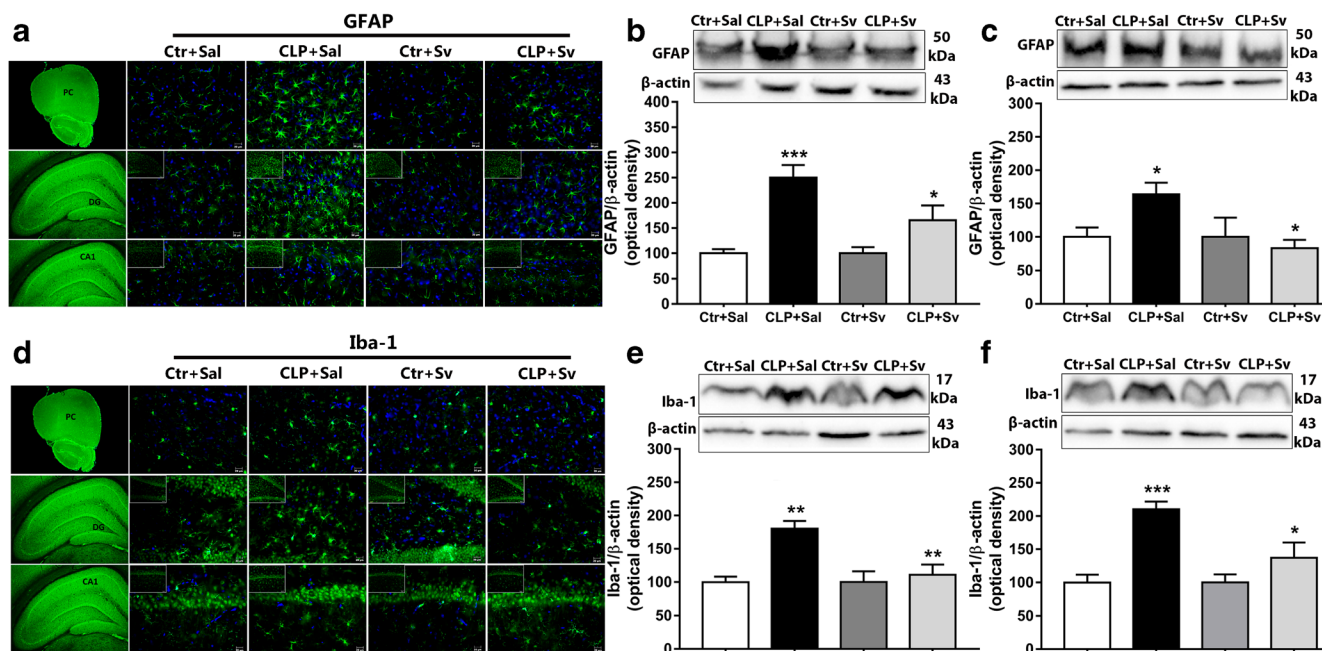 a
GFAP
Ctr+Sal CLP+Sal Ctr+Sv CLP+Sv
PC
DG
CA1
b
Ctr+Sal CLP+Sal Ctr+Sv CLP+Sv
GFAP
50
kDa
β-actin
43
kDa
GFAP/β-actin
(optical density)
400
350
300
250
200
150
100
50
0
***
*
Ctr+Sal CLP+Sal Ctr+Sv CLP+Sv
c
Ctr+Sal CLP+Sal Ctr+Sv CLP+Sv
GFAP
50
kDa
β-actin
43
kDa
GFAP/β-actin
(optical density)
300
250
200
150
100
50
0
*
*
Ctr+Sal CLP+Sal Ctr+Sv CLP+Sv
d
Iba-1
Ctr+Sal CLP+Sal Ctr+Sv CLP+Sv
PC
DG
CA1
e
Ctr+Sal CLP+Sal Ctr+Sv CLP+Sv
Iba-1
17
kDa
β-actin
43
kDa
Iba-1/β-actin
(optical density)
300
250
200
150
100
50
0
**
**
f
Ctr+Sal CLP+Sal Ctr+Sv CLP+Sv
Iba-1
17
kDa
β-actin
43
kDa
Iba-1/β-actin
(optical density)
300
250
200
150
100
50
0
***
*